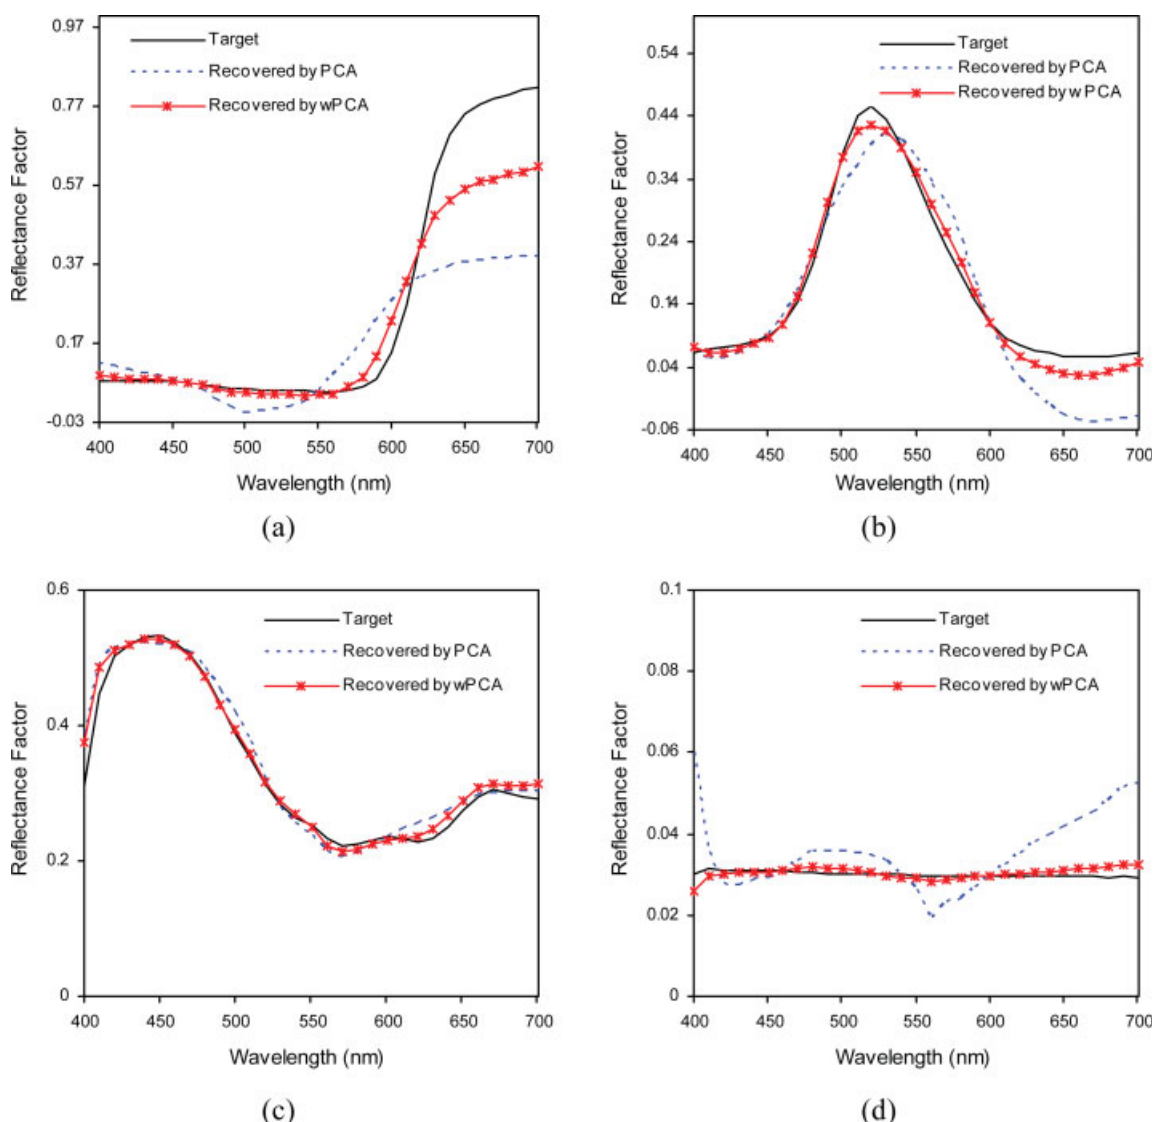 0.97
0.77
0.57
0.37
0.17
-0.03
Reflectance Factor
Target
Recovered by PCA
Recovered by wPCA
400 450 500 550 600 650 700
Wavelength (nm)
(a)
0.54
0.44
0.34
0.24
0.14
0.04
-0.06
Reflectance Factor
Target
Recovered by PCA
Recovered by w PCA
400 450 500 550 600 650 700
Wavelength (nm)
(b)
0.6
0.4
0.2
0
Reflectance Factor
Target
Recovered by PCA
Recovered by wPCA
400 450 500 550 600 650 700
Wavelength (nm)
(c)
0.1
0.08
0.06
0.04
0.02
0
Reflectance Factor
Target
Recovered by PCA
Recovered by wPCA
400 450 500 550 600 650 700
Wavelength (nm)
(d)